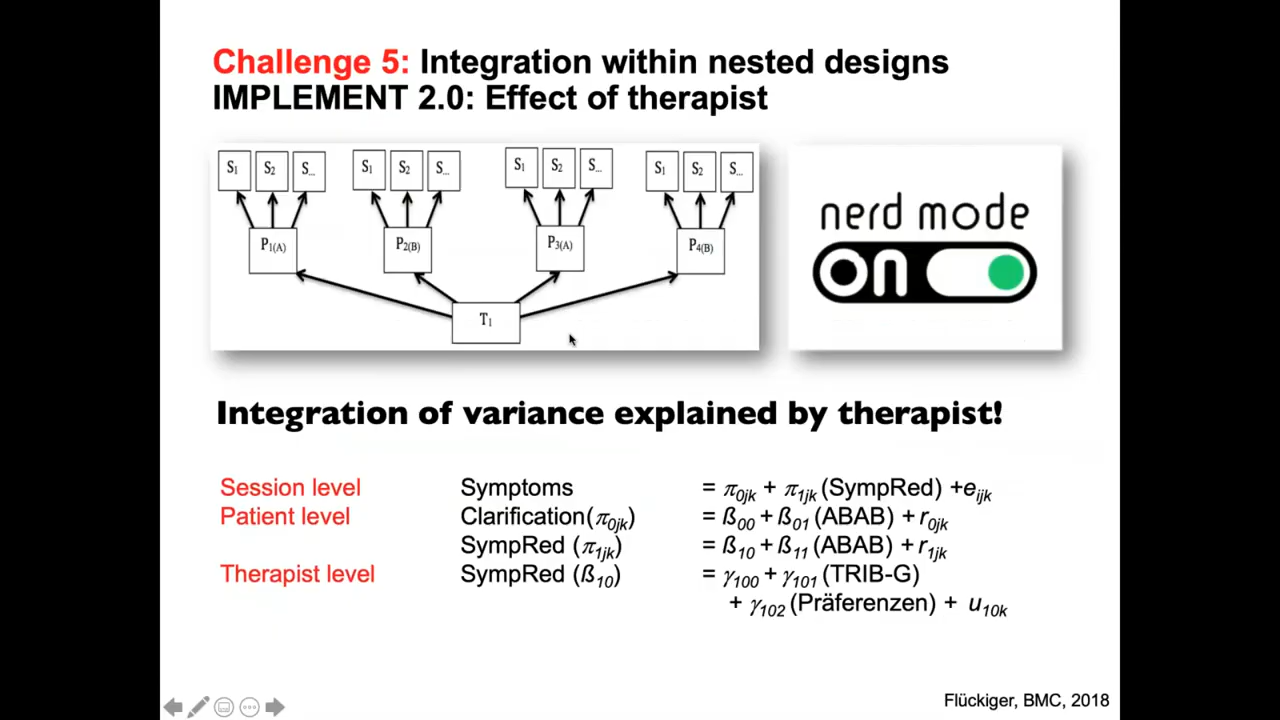 Challenge 5: Integration within nested designs
IMPLEMENT 2.0: Effect of therapist
S1 S2 S... S1 S2 S... S1 S2 S... S1 S2 S...
P1(A) P2(B) P3(A) P4(B)
T1
nerd mode
on
Integration of variance explained by therapist!
Session level Symptoms = π0jk + π1jk (SympRed) +eijk
Patient level Clarification(π0jk) = ß00 + ß01 (ABAB) + r0jk
SympRed (π1jk) = ß10 + ß11 (ABAB) + r1jk
Therapist level SympRed (ß10) = γ100 + γ101 (TRIB-G)
+ γ102 (Präferenzen) + u10k
Flückiger, BMC, 2018